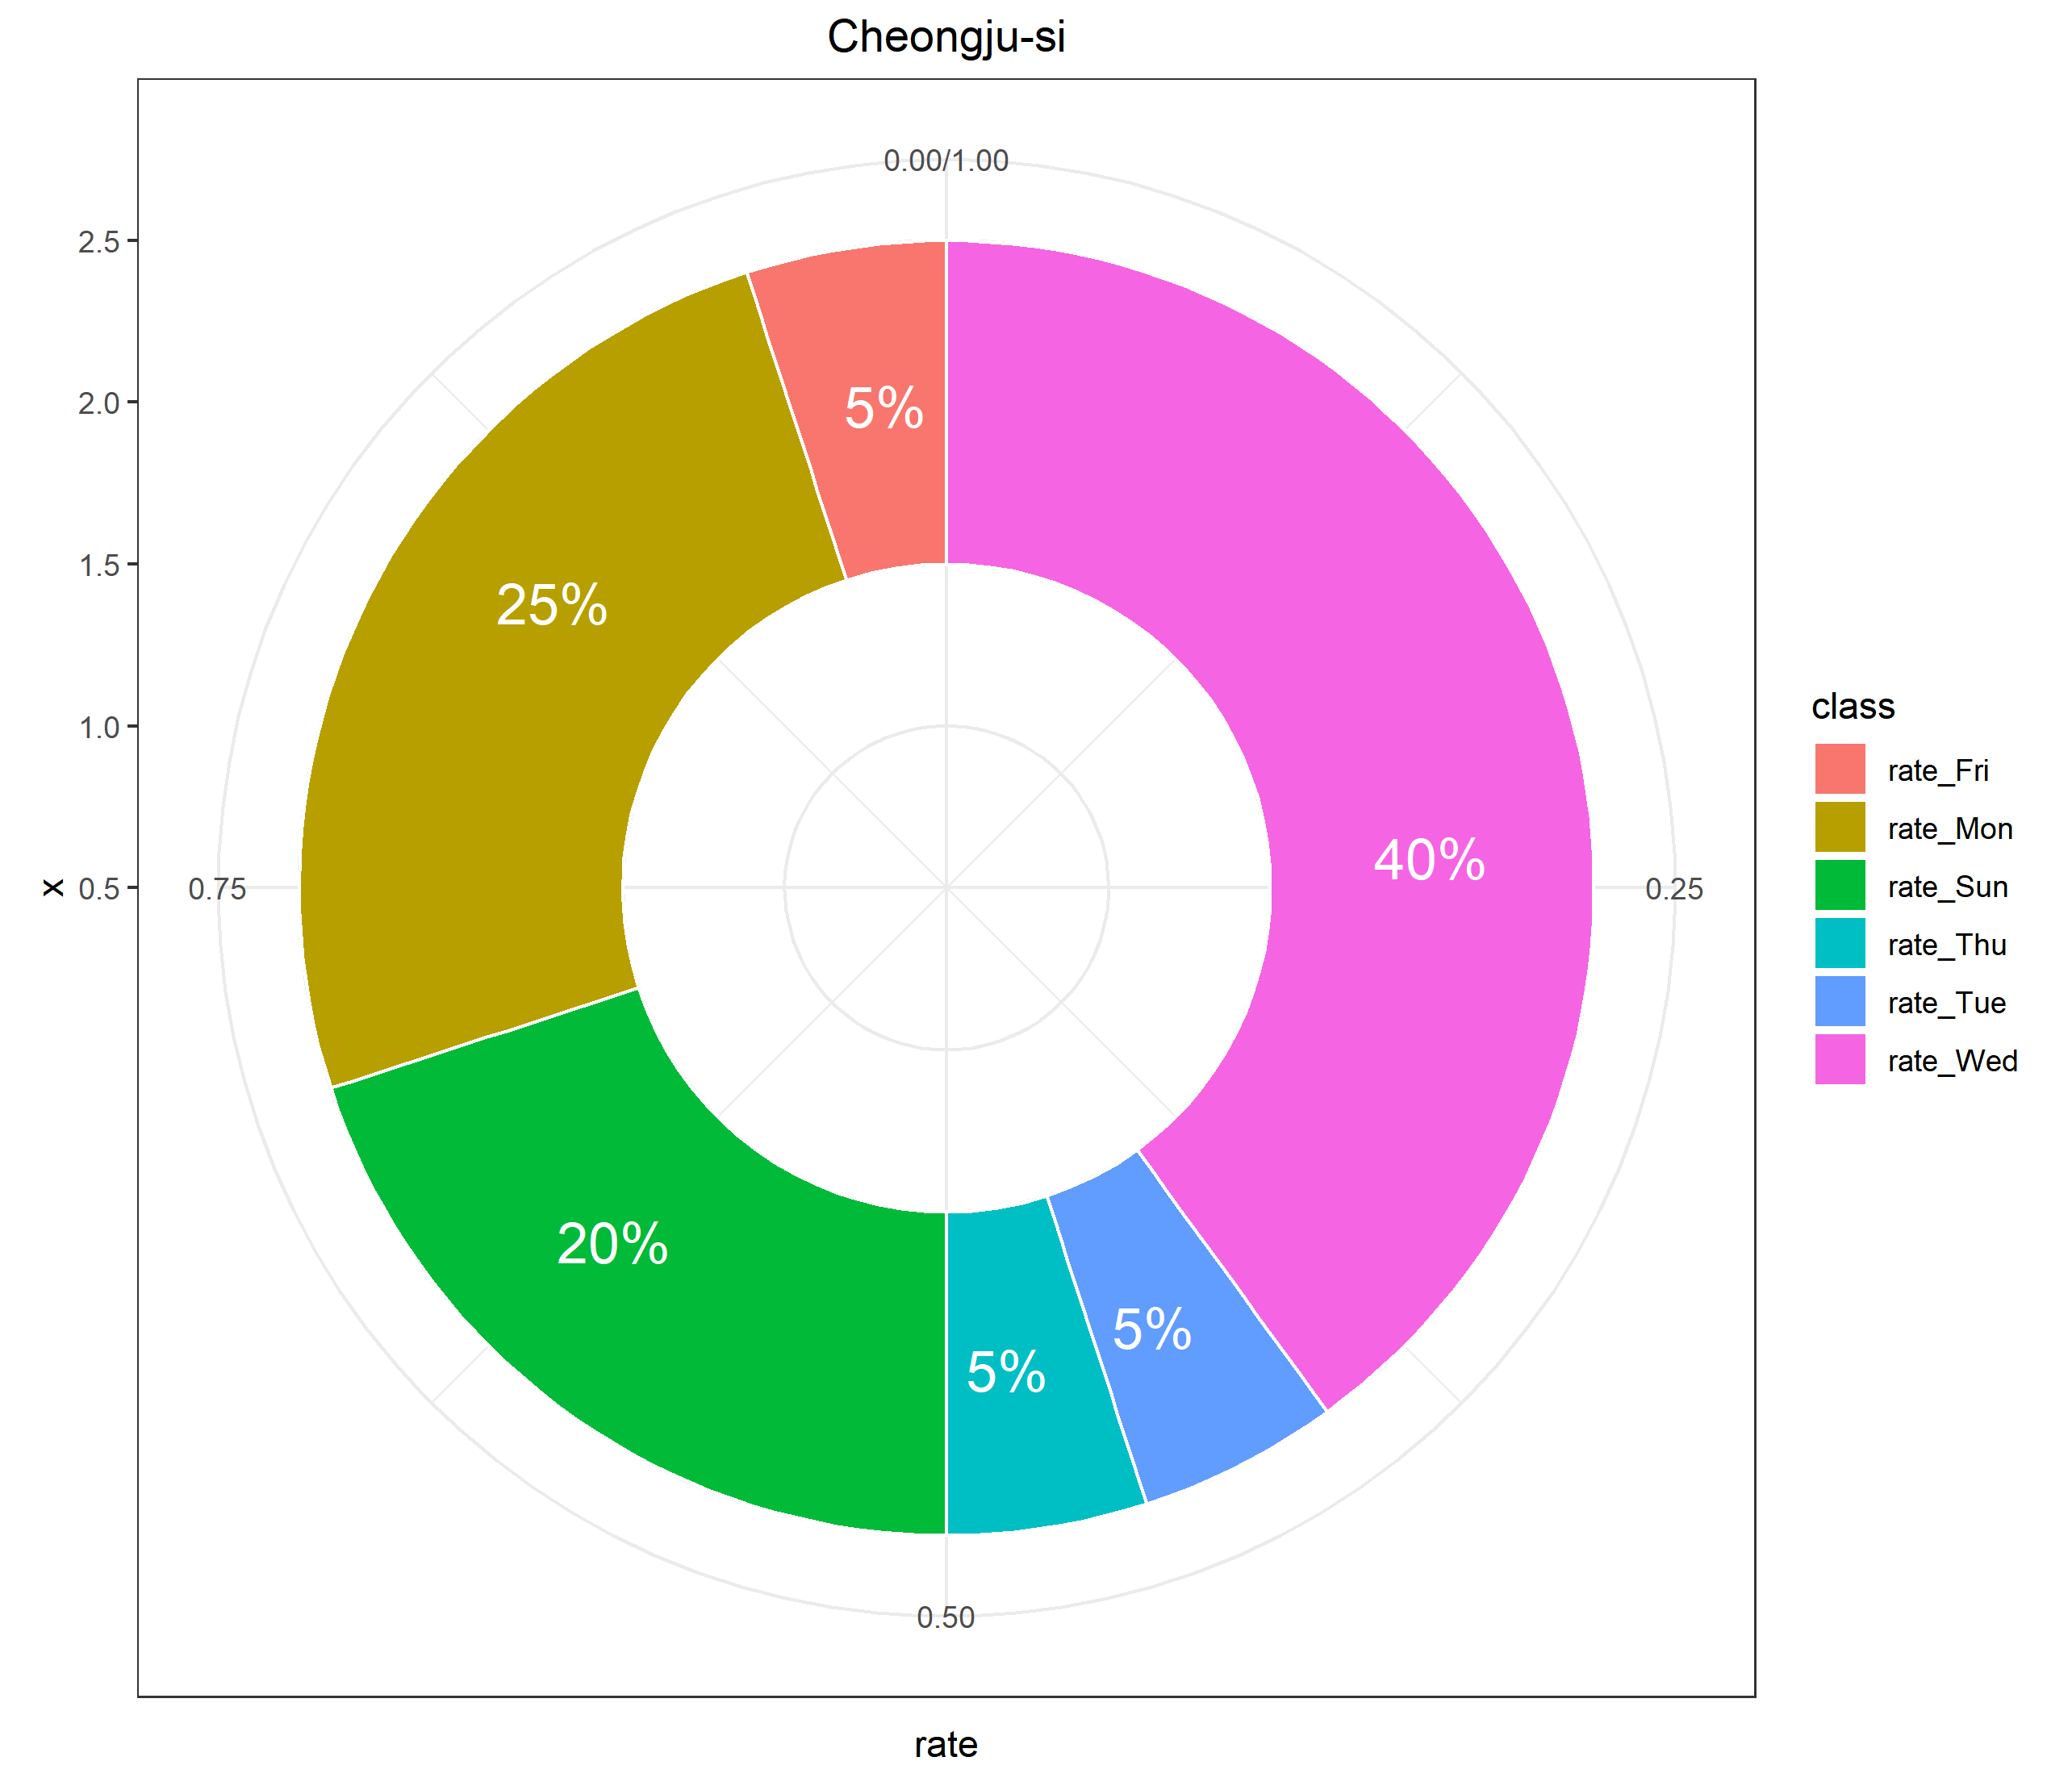 Cheongju-si
0.00/1.00
2.5
2.0
1.5
1.0
0.5
x
0.75
0.25
0.50
5%
25%
40%
20%
5%
5%
rate
class
rate_Fri
rate_Mon
rate_Sun
rate_Thu
rate_Tue
rate_Wed